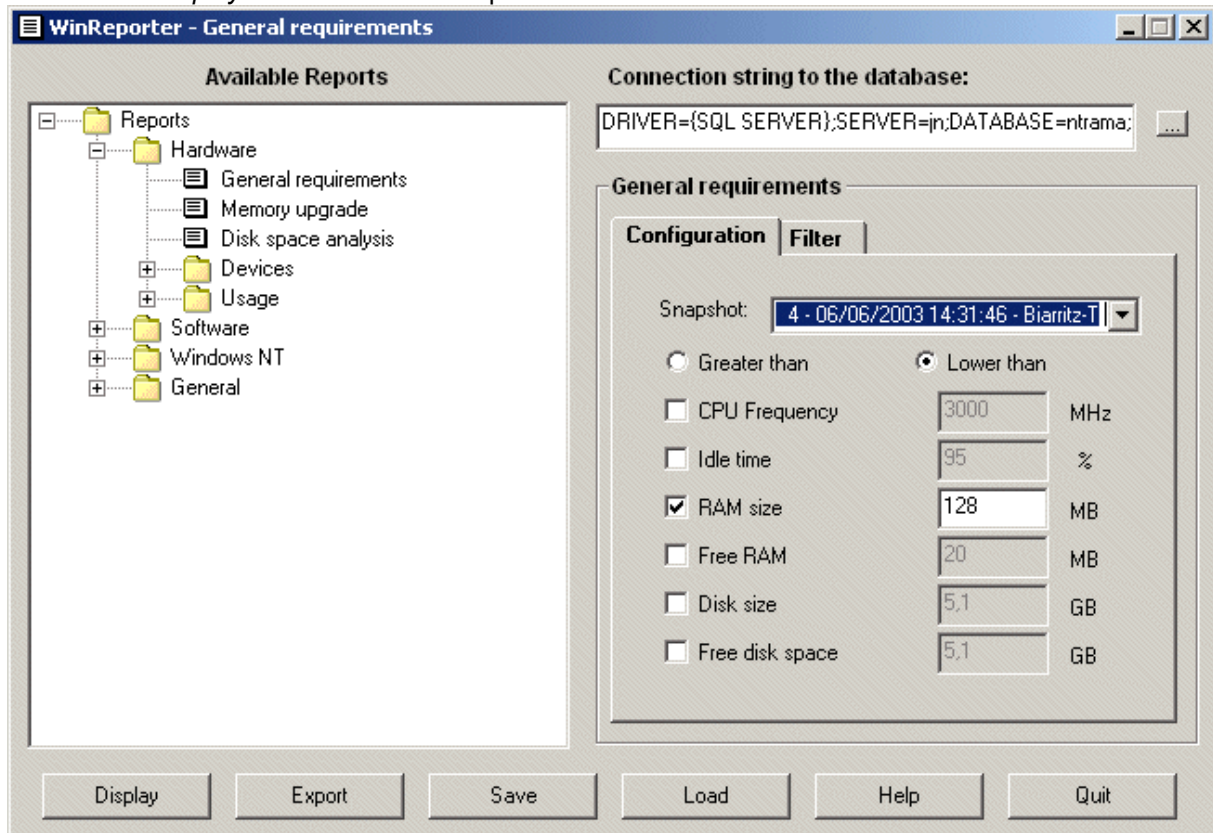 WinReporter - General requirements
Available Reports
Reports
Hardware
General requirements
Memory upgrade
Disk space analysis
Devices
Usage
Software
Windows NT
General
Connection string to the database:
DRIVER={SQL SERVER};SERVER=jn;DATABASE=ntrama;
...
General requirements
Configuration
Filter
Snapshot:
4 - 06/06/2003 14:31:46 - Biarritz-T
Greater than
Lower than
CPU Frequency 3000 MHz
Idle time 95 %
RAM size 128 MB
Free RAM 20 MB
Disk size 5,1 GB
Free disk space 5,1 GB
Display
Export
Save
Load
Help
Quit